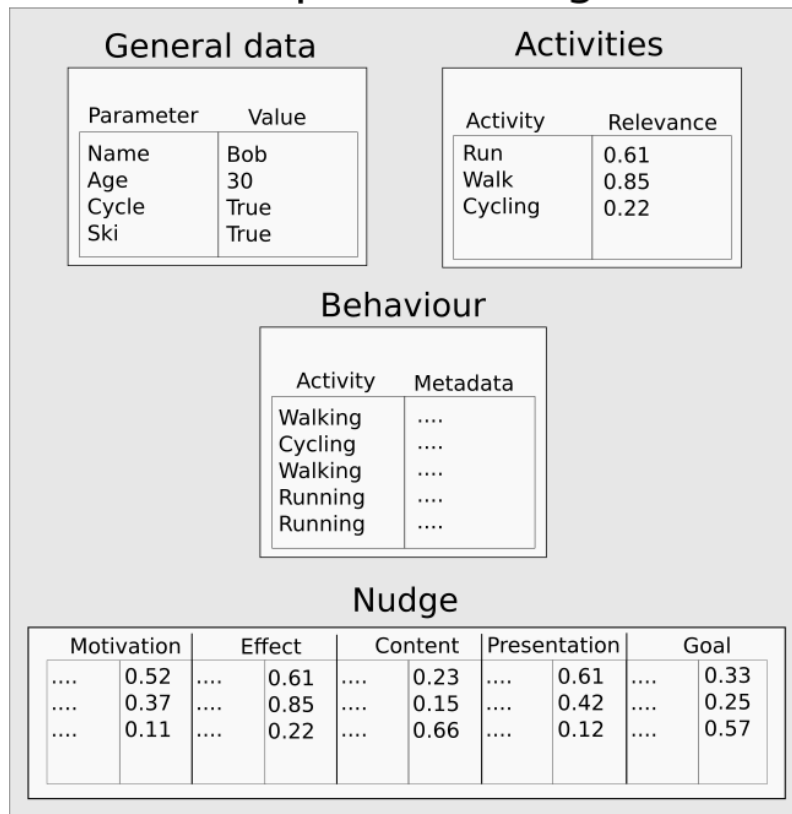 General data
Parameter Value
Name Bob
Age 30
Cycle True
Ski True
Activities
Activity Relevance
Run 0.61
Walk 0.85
Cycling 0.22
Behaviour
Activity Metadata
Walking ....
Cycling ....
Walking ....
Running ....
Running ....
Nudge
Motivation Effect Content Presentation Goal
.... 0.52 .... 0.61 .... 0.23 .... 0.61 .... 0.33
.... 0.37 .... 0.85 .... 0.15 .... 0.42 .... 0.25
.... 0.11 .... 0.22 .... 0.66 .... 0.12 .... 0.57